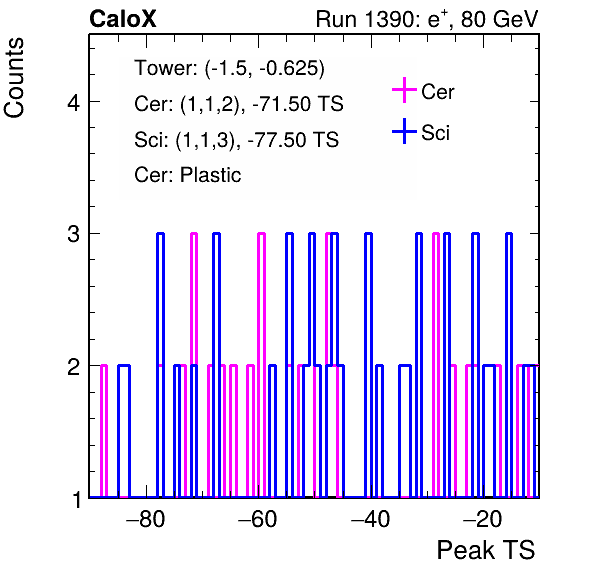 CaloX Run 1390: e⁺, 80 GeV
Counts
Tower: (-1.5, -0.625)
Cer: (1,1,2), -71.50 TS
Sci: (1,1,3), -77.50 TS
Cer: Plastic
Cer
Sci
4
3
2
1
−80 −60 −40 −20
Peak TS